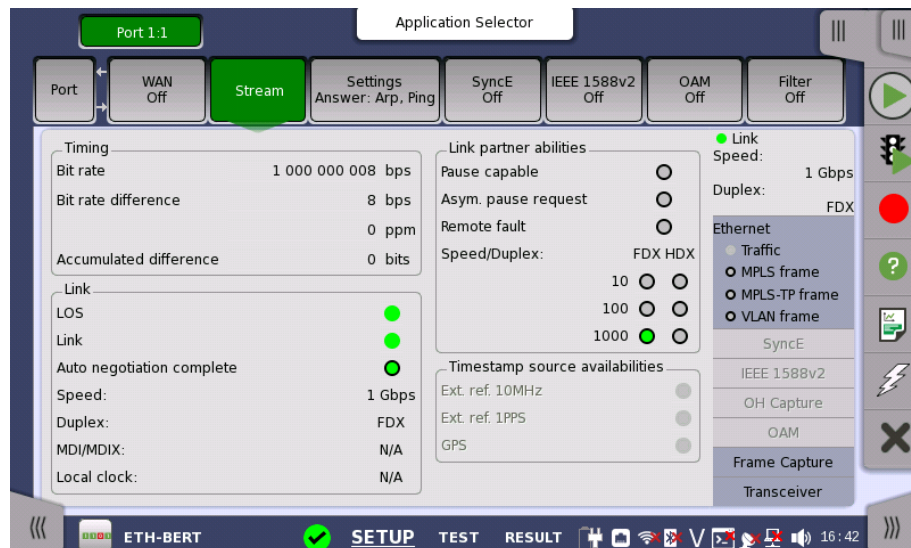 Port 1:1
Application Selector
Port
WAN
Off
Stream
Settings
Answer: Arp, Ping
SyncE
Off
IEEE 1588v2
Off
OAM
Off
Filter
Off
Timing
Bit rate 1 000 000 008 bps
Bit rate difference 8 bps
0 ppm
Accumulated difference 0 bits
Link
LOS
Link
Auto negotiation complete
Speed: 1 Gbps
Duplex: FDX
MDI/MDIX: N/A
Local clock: N/A
Link partner abilities
Pause capable
Asym. pause request
Remote fault
Speed/Duplex: FDX HDX
10
100
1000
Timestamp source availabilities
Ext. ref. 10MHz
Ext. ref. 1PPS
GPS
Link
Speed:
1 Gbps
Duplex:
FDX
Ethernet
Traffic
MPLS frame
MPLS-TP frame
VLAN frame
SyncE
IEEE 1588v2
OH Capture
OAM
Frame Capture
Transceiver
ETH-BERT SETUP TEST RESULT V 16:42